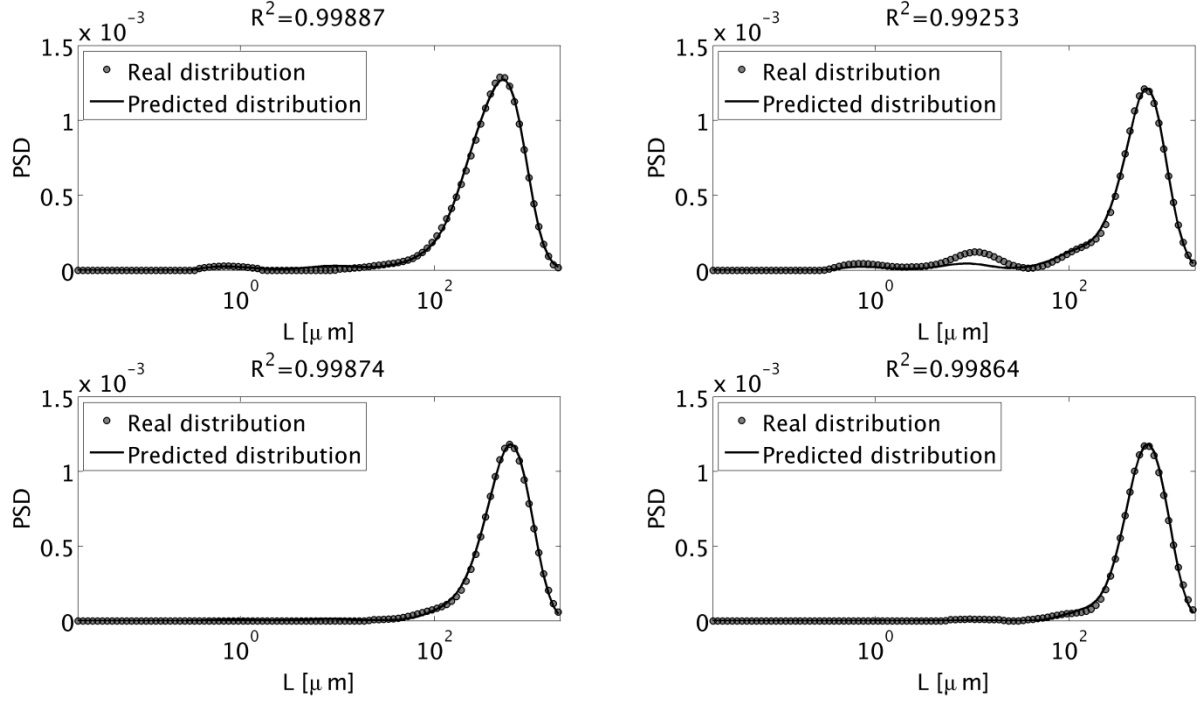 R²=0.99887
x 10⁻³
1.5
1
0.5
0
PSD
Real distribution
Predicted distribution
10⁰
10²
L [μ m]
R²=0.99253
x 10⁻³
1.5
1
0.5
0
PSD
Real distribution
Predicted distribution
10⁰
10²
L [μ m]
R²=0.99874
x 10⁻³
1.5
1
0.5
0
PSD
Real distribution
Predicted distribution
10⁰
10²
L [μ m]
R²=0.99864
x 10⁻³
1.5
1
0.5
0
PSD
Real distribution
Predicted distribution
10⁰
10²
L [μ m]